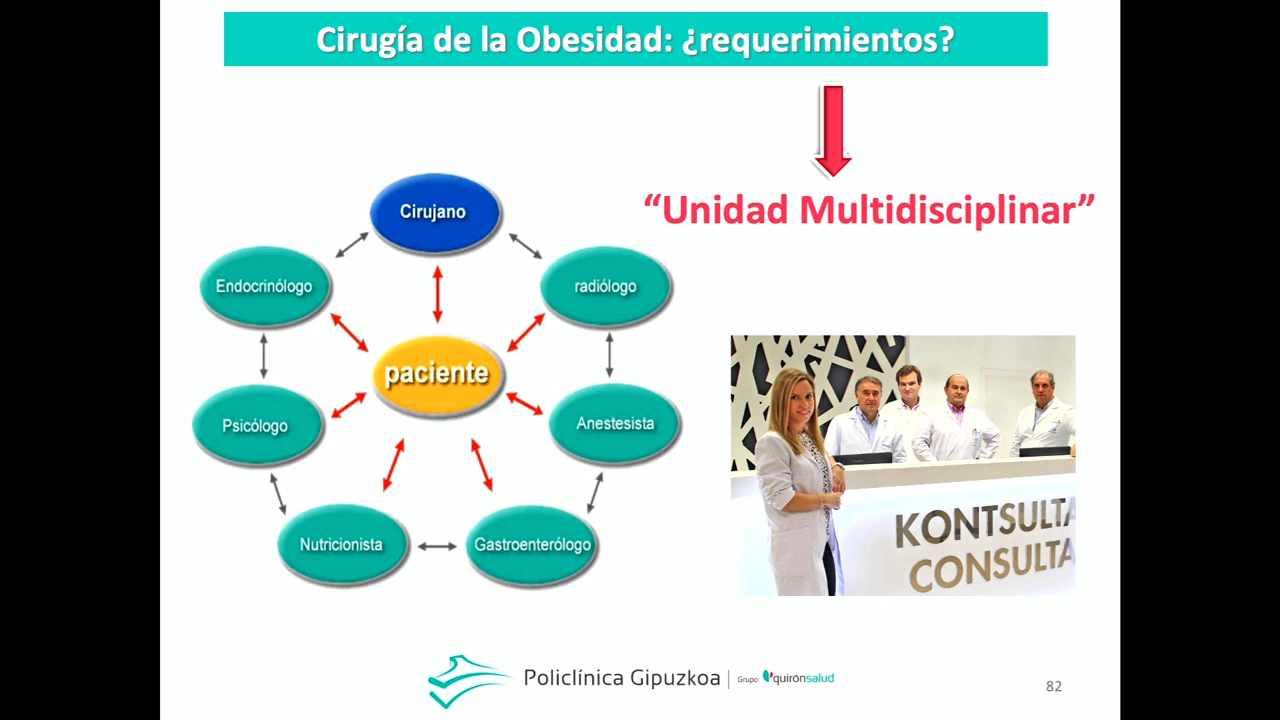 Cirugía de la Obesidad: ¿requerimientos?
“Unidad Multidisciplinar”
Cirujano
Endocrinólogo
radiólogo
paciente
Psicólogo
Anestesista
Nutricionista
Gastroenterólogo
KONTSULTA
CONSULTA
Policlínica Gipuzkoa
Grupo quirónsalud
82